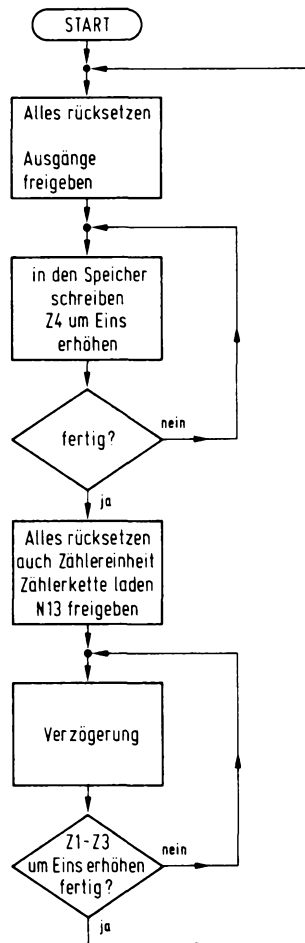 START
Alles rücksetzen
Ausgänge
freigeben
in den Speicher
schreiben
Z4 um Eins
erhöhen
fertig?
nein
ja
Alles rücksetzen
auch Zählereinheit
Zählerkette laden
N13 freigeben
Verzögerung
Z1-Z3
um Eins erhöhen
fertig?
nein
ja